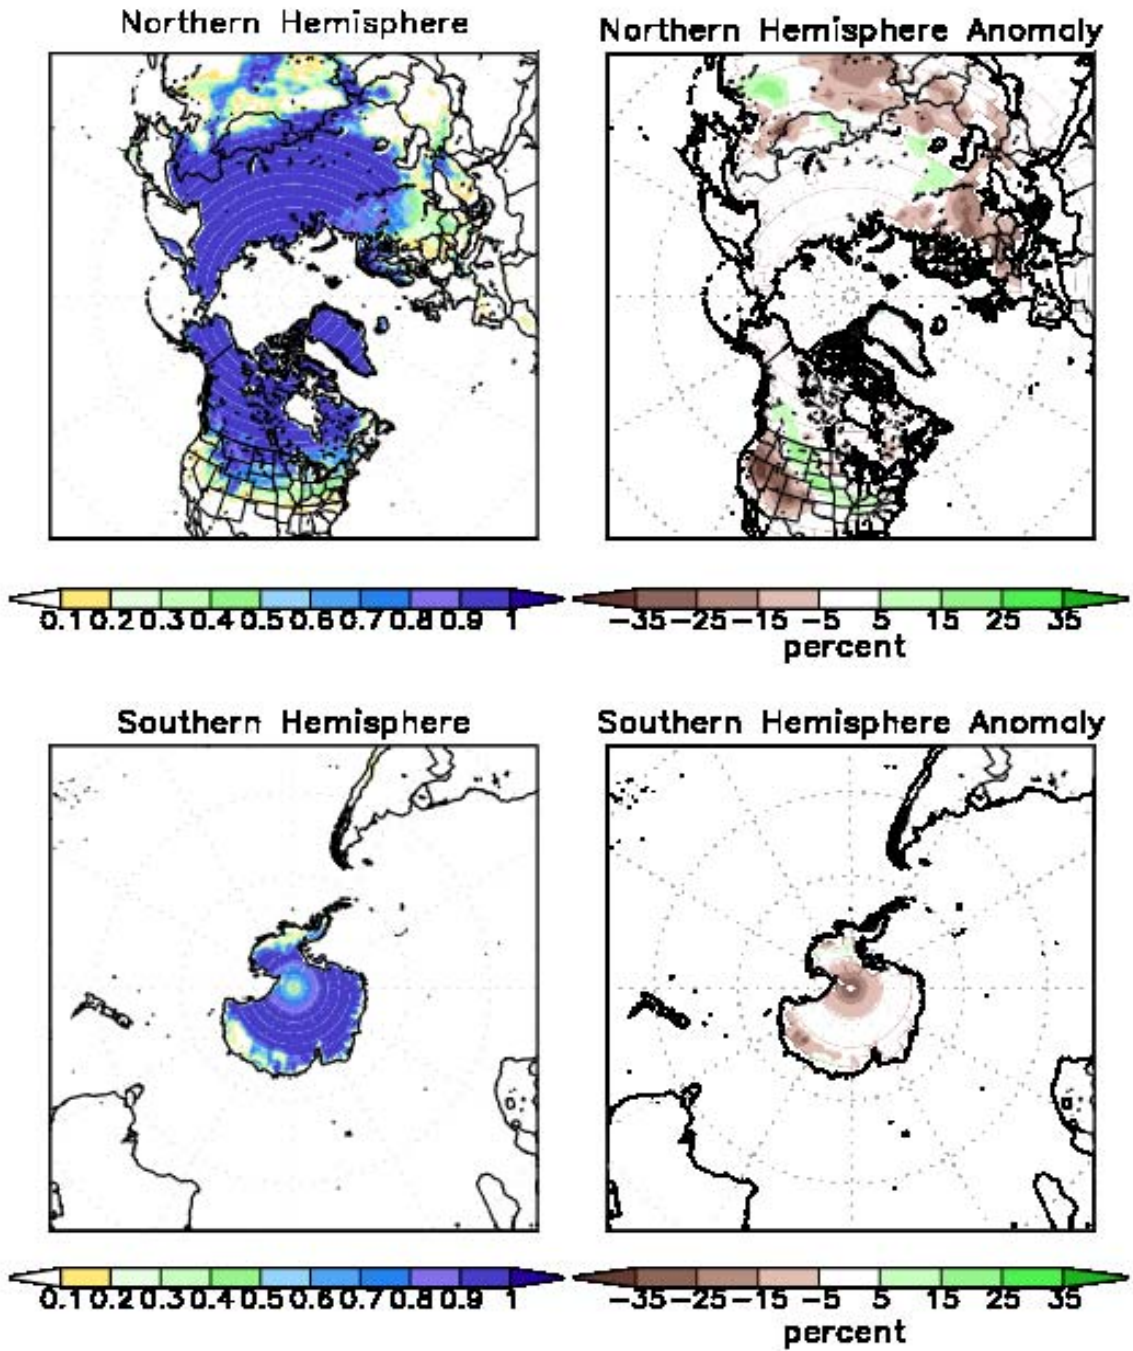 Northern Hemisphere
Northern Hemisphere Anomaly
0.1 0.2 0.3 0.4 0.5 0.6 0.7 0.8 0.9 1
-35 -25 -15 -5 5 15 25 35
percent
Southern Hemisphere
Southern Hemisphere Anomaly
0.1 0.2 0.3 0.4 0.5 0.6 0.7 0.8 0.9 1
-35 -25 -15 -5 5 15 25 35
percent